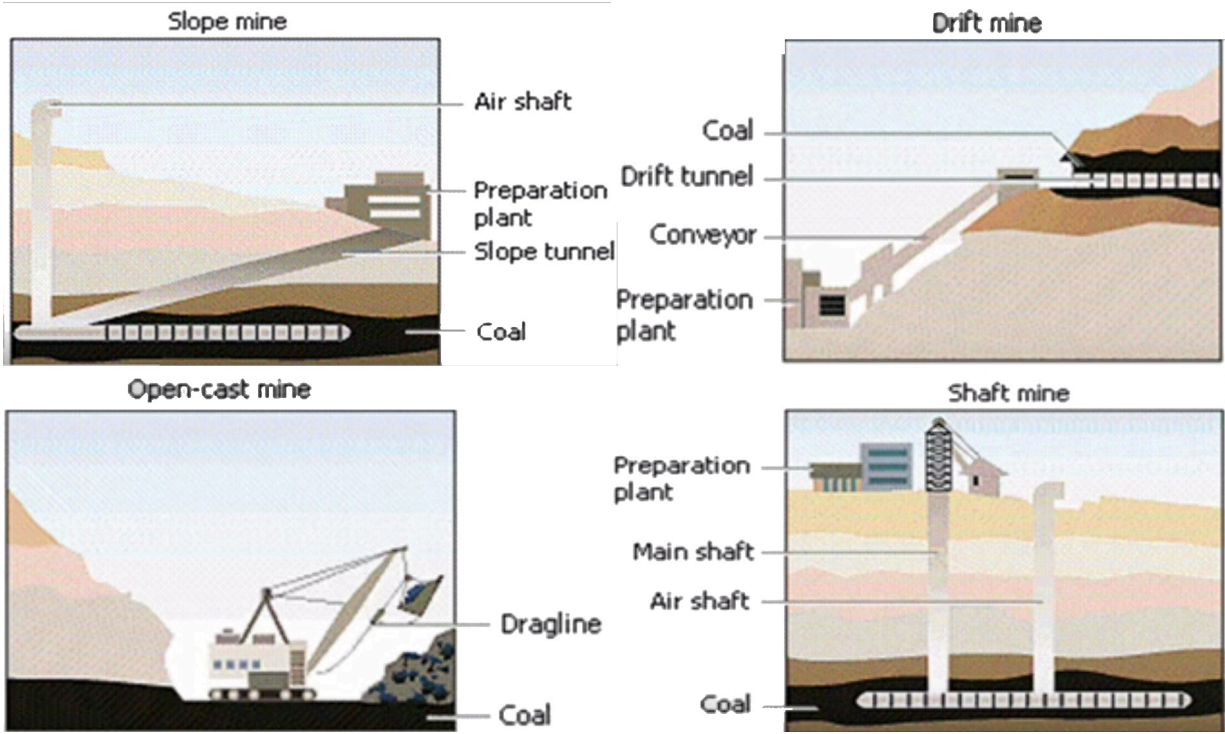 Slope mine
Air shaft
Preparation
plant
Slope tunnel
Coal
Drift mine
Coal
Drift tunnel
Conveyor
Preparation
plant
Open-cast mine
Dragline
Coal
Shaft mine
Preparation
plant
Main shaft
Air shaft
Coal